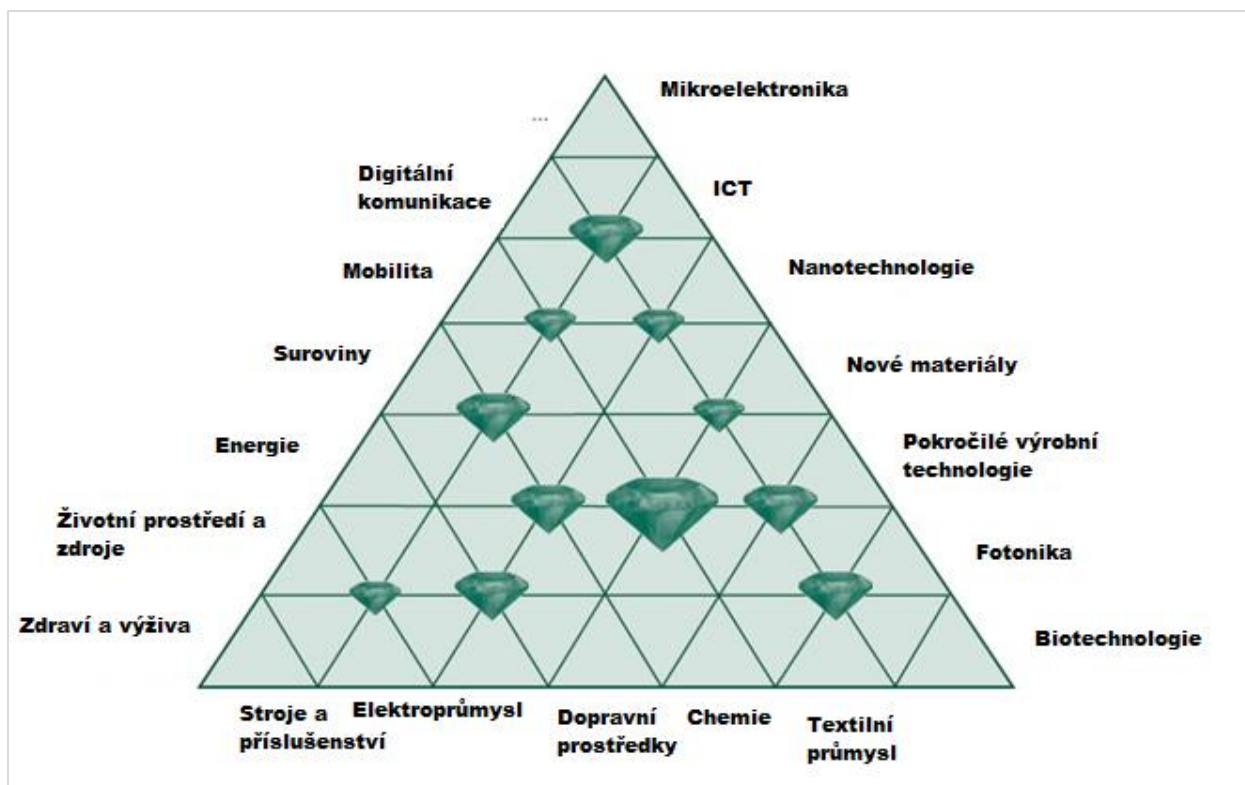 Mikroelektronika
...
Digitální
komunikace
ICT
Mobilita
Nanotechnologie
Suroviny
Nové materiály
Energie
Pokročilé výrobní
technologie
Životní prostředí a
zdroje
Fotonika
Zdraví a výživa
Biotechnologie
Stroje a
příslušenství
Elektroprůmysl
Dopravní
prostředky
Chemie
Textilní
průmysl